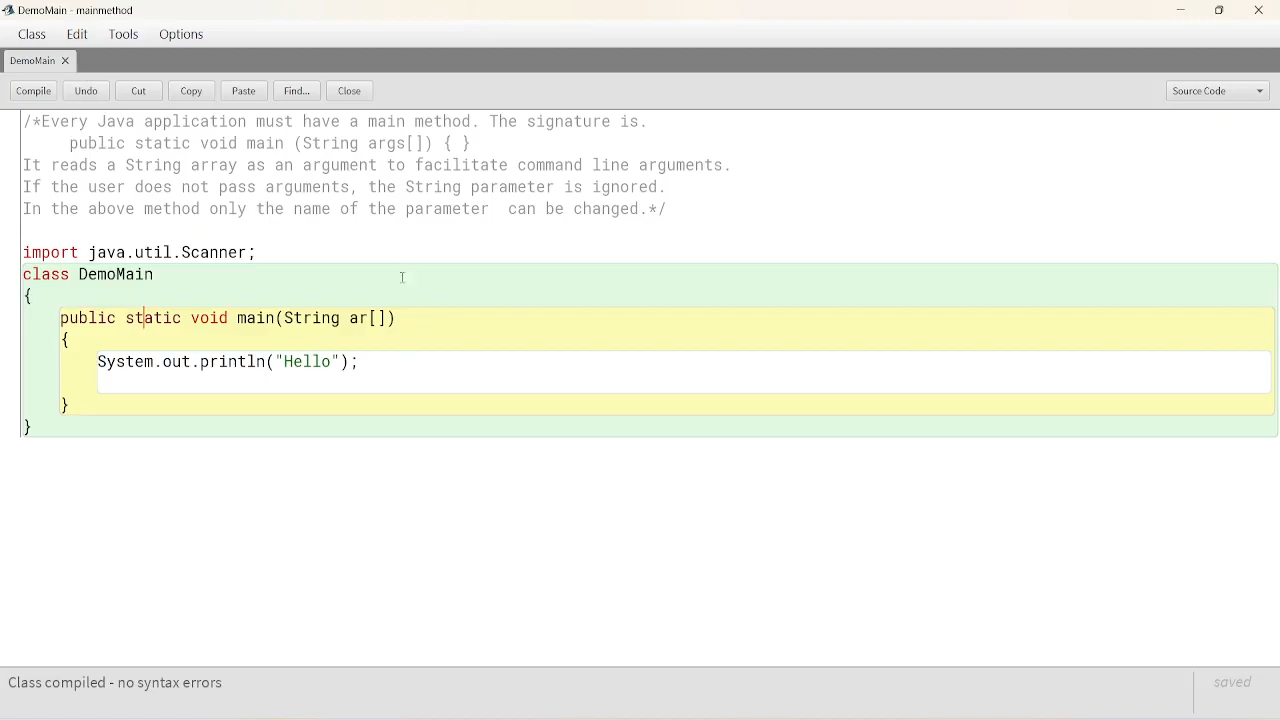 DemoMain - mainmethod
Class Edit Tools Options
DemoMain
Compile Undo Cut Copy Paste Find... Close Source Code
/*Every Java application must have a main method. The signature is.
     public static void main (String args[]) { }
It reads a String array as an argument to facilitate command line arguments.
If the user does not pass arguments, the String parameter is ignored.
In the above method only the name of the parameter  can be changed.*/
import java.util.Scanner;
class DemoMain
{
    public static void main(String ar[])
    {
        System.out.println("Hello");
    }
}
Class compiled - no syntax errors
saved